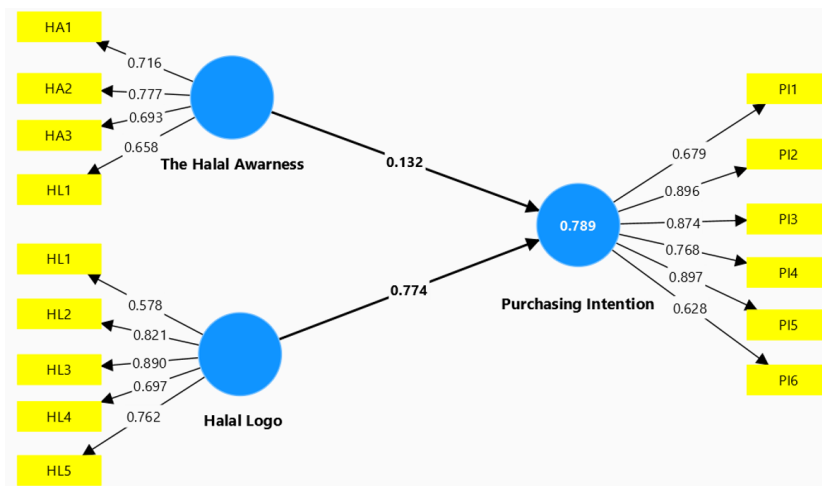 HA1
0.716
HA2
0.777
HA3
0.693
0.658
HL1
The Halal Awarness
0.132
HL1
0.578
HL2
0.821
HL3
0.890
HL4
0.697
0.762
HL5
Halal Logo
0.774
0.789
Purchasing Intention
PI1
0.679
PI2
0.896
PI3
0.874
0.768
PI4
0.897
PI5
0.628
PI6